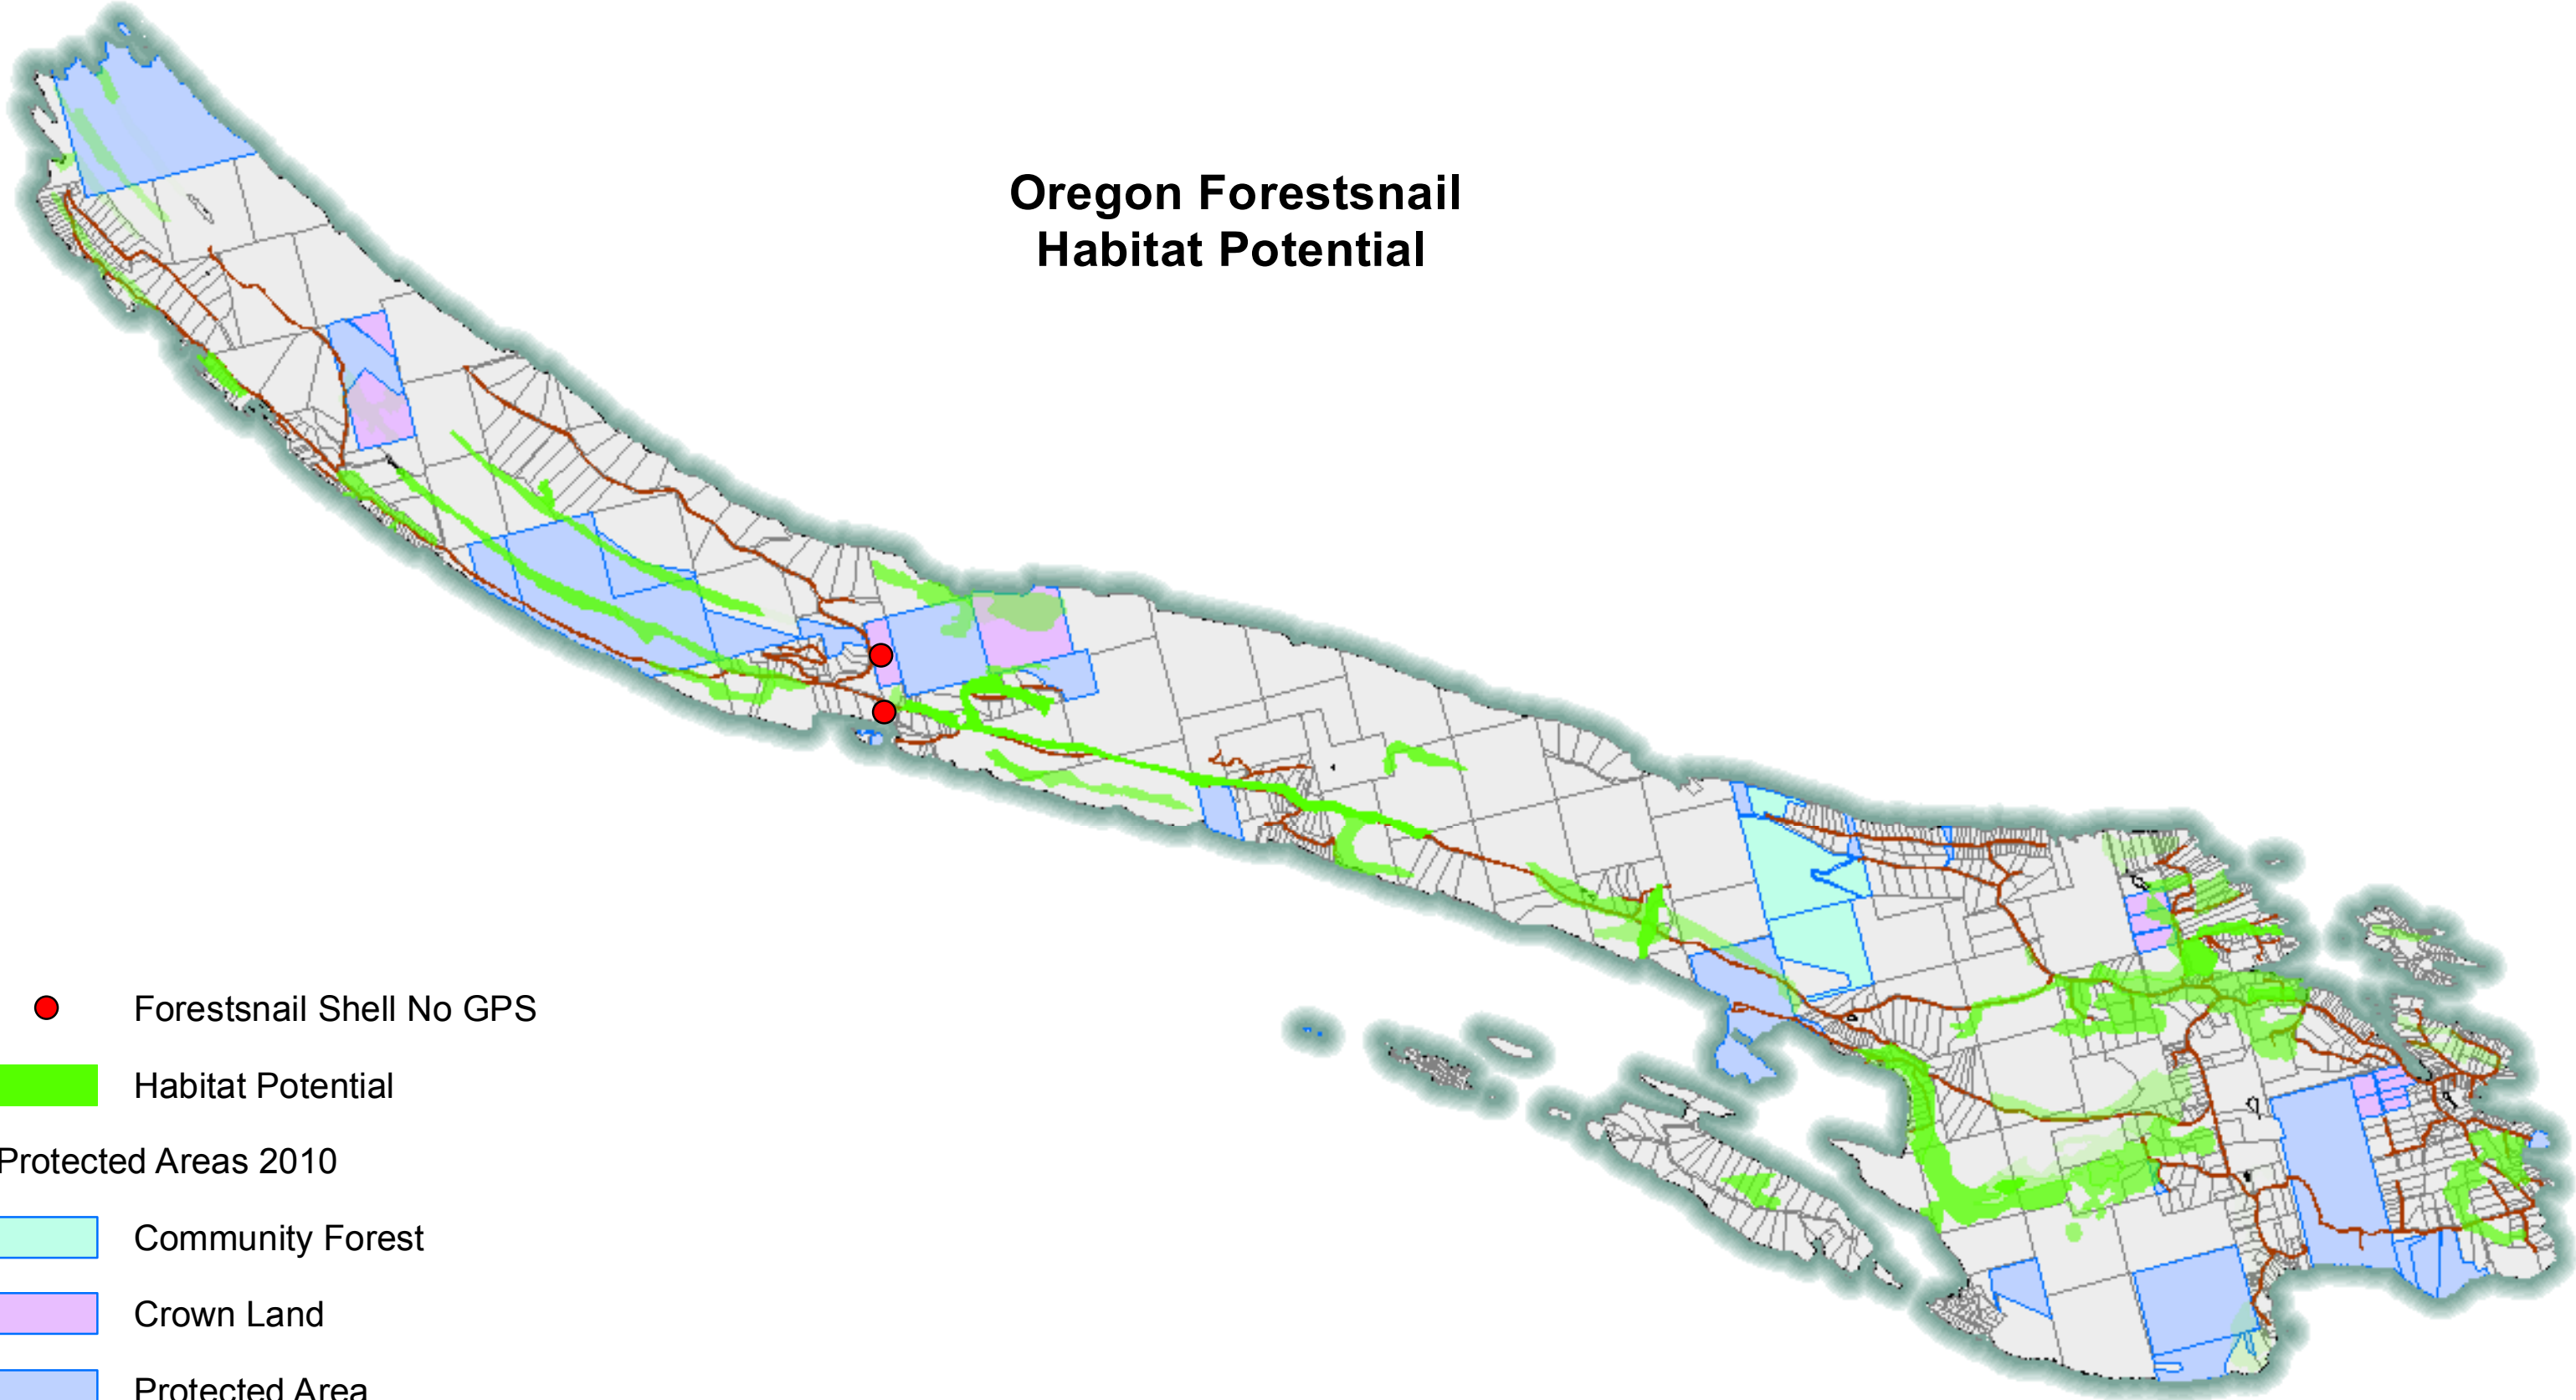 Oregon Forestsnail
Habitat Potential
Forestsnail Shell No GPS
Habitat Potential
Protected Areas 2010
Community Forest
Crown Land
Protected Area